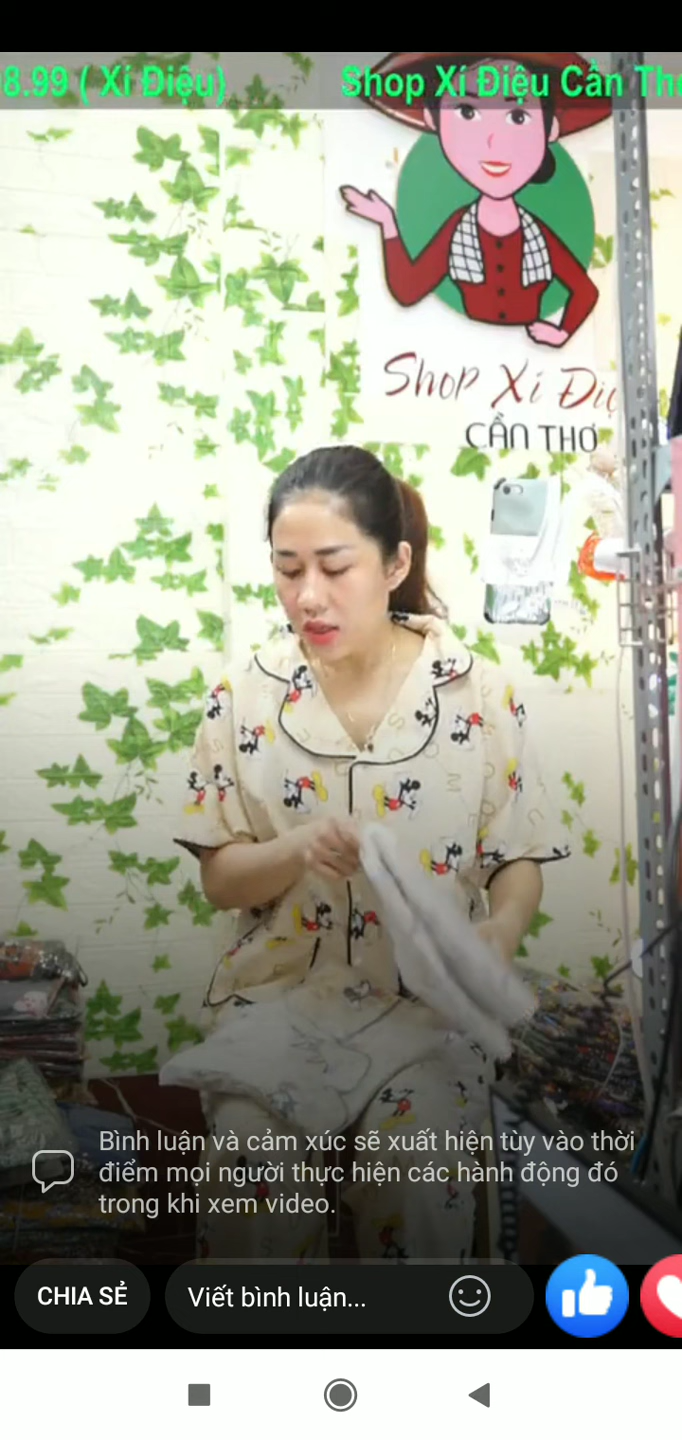 8.99 ( Xí Điệu)
Shop Xí Điệu Cần
Shop Xí
CẦN THƠ
Bình luận và cảm xúc sẽ xuất hiện tùy vào thời
điểm mọi người thực hiện các hành động đó
trong khi xem video.
CHIA SẺ
Viết bình luận...